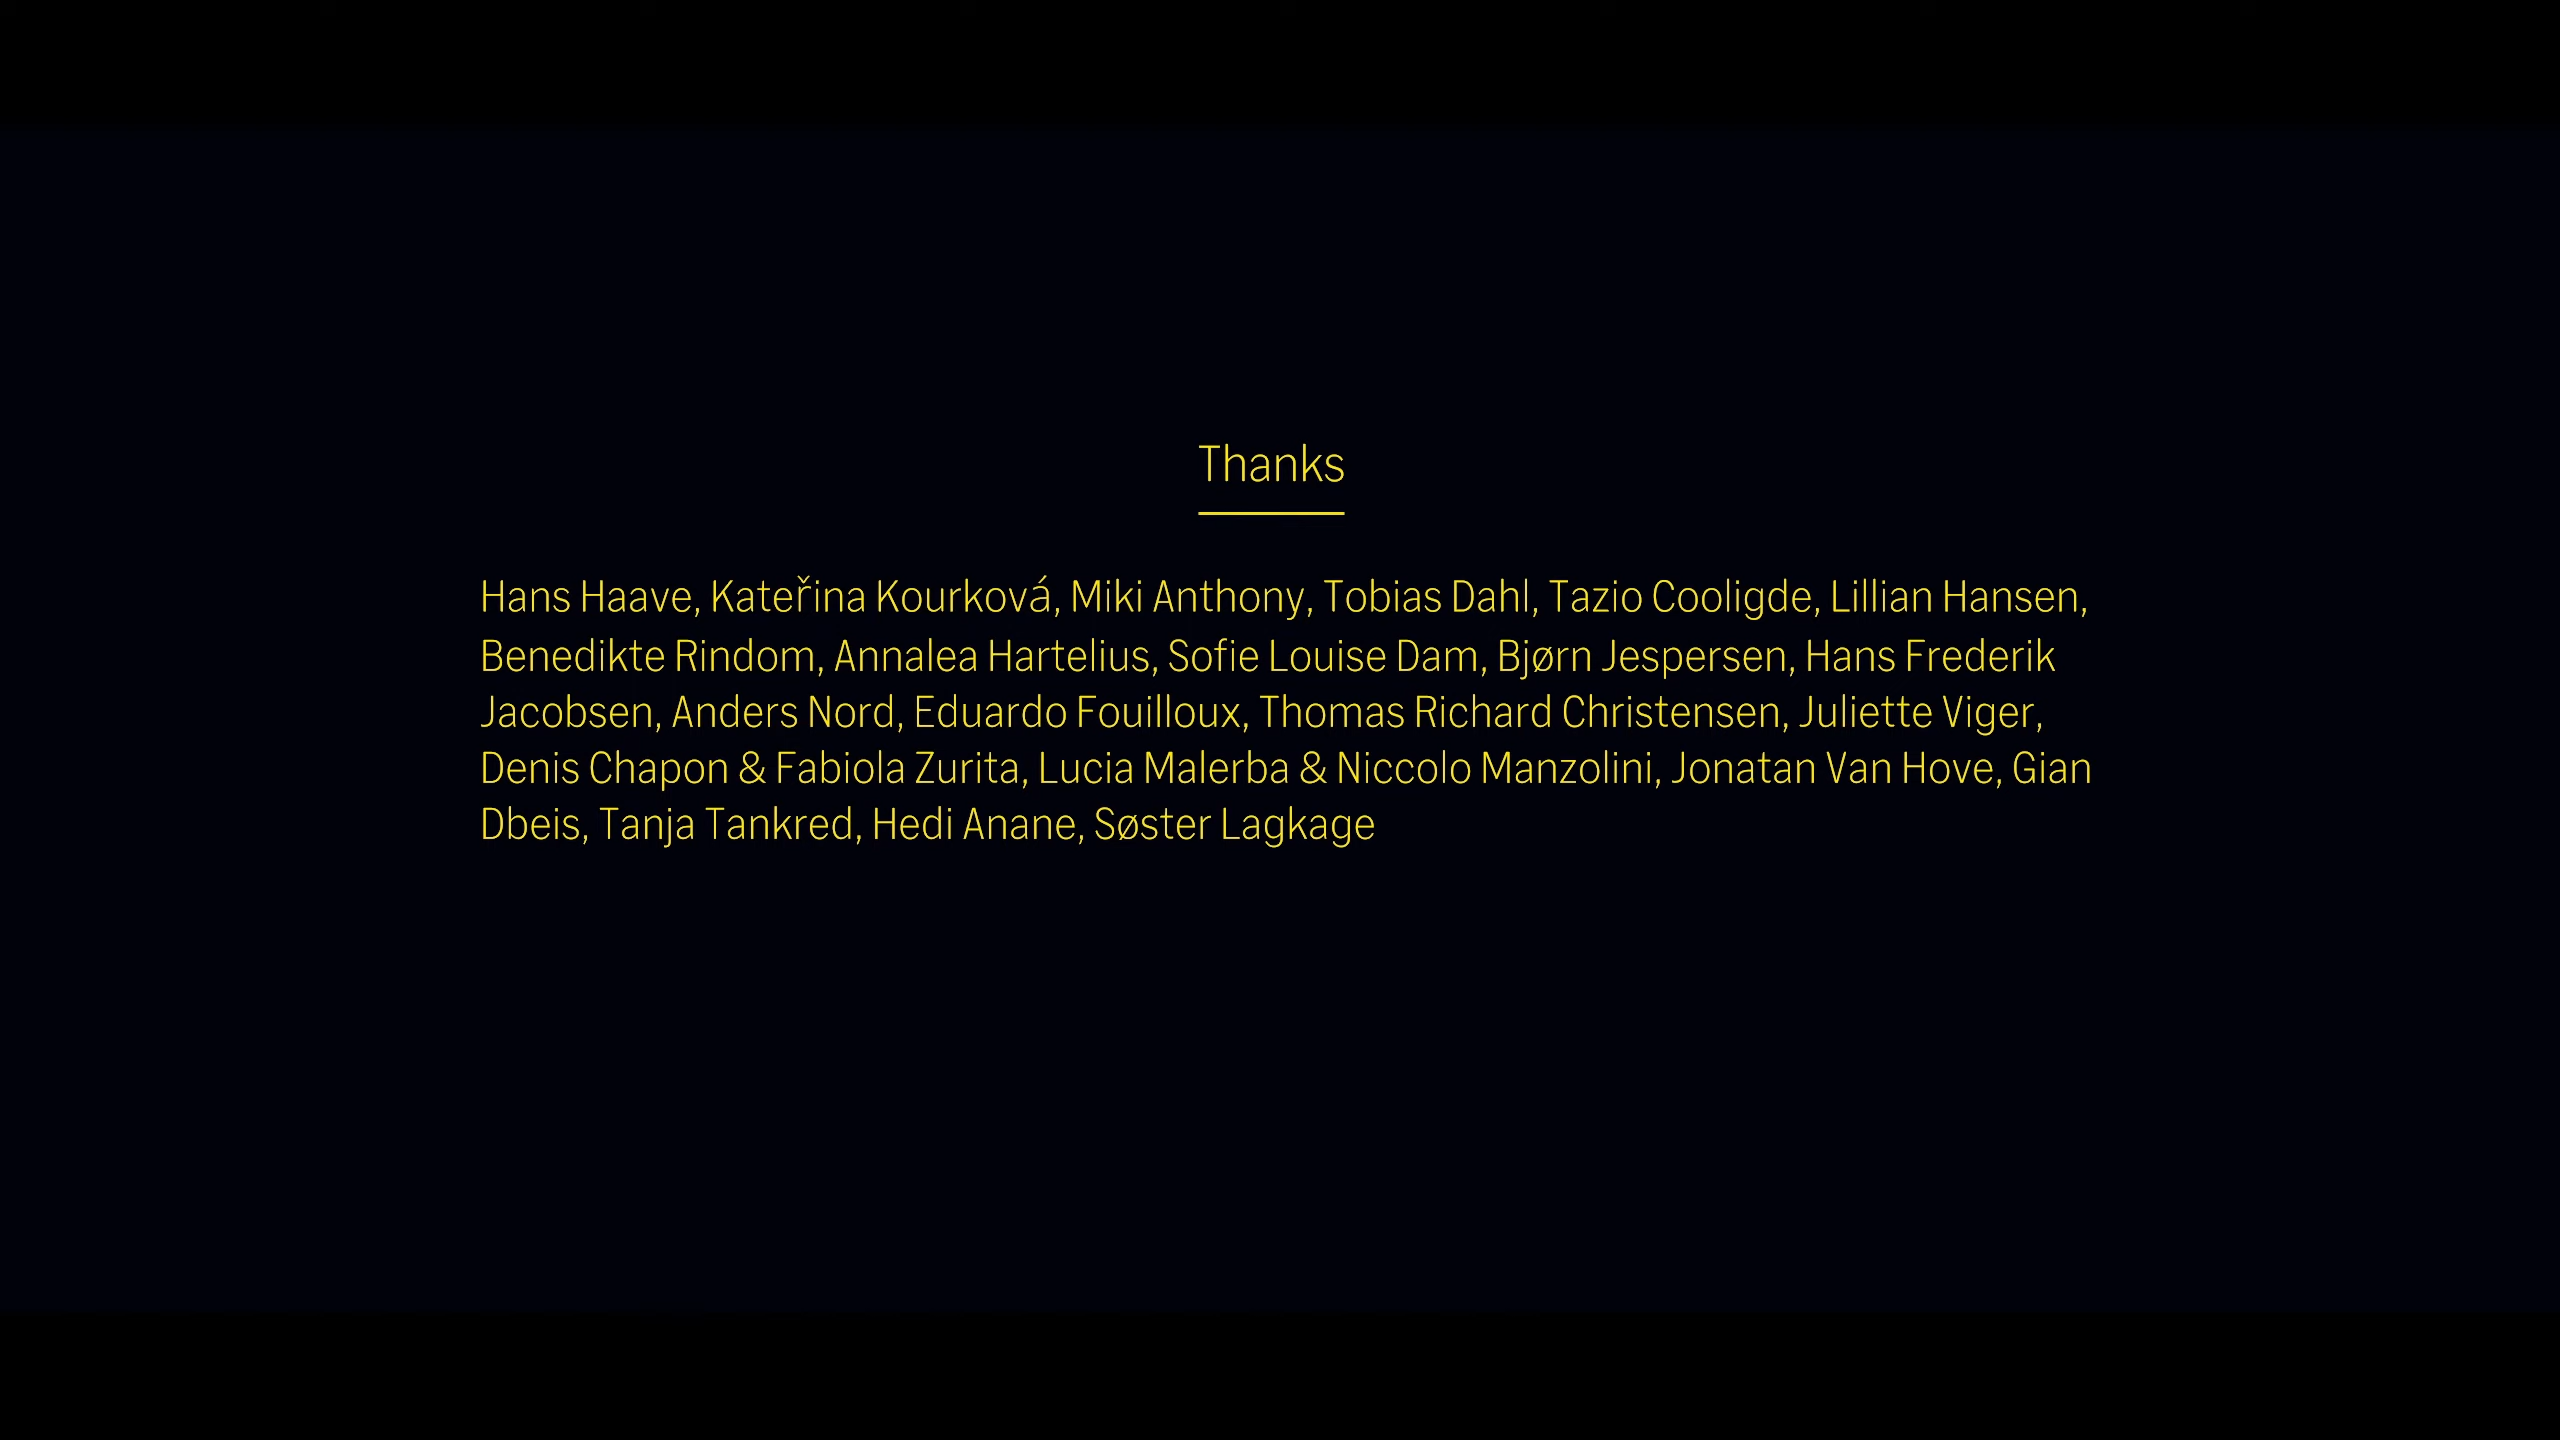 Thanks
Hans Haave, Kateřina Kourková, Miki Anthony, Tobias Dahl, Tazio Cooligde, Lillian Hansen,
Benedikte Rindom, Annalea Hartelius, Sofie Louise Dam, Bjørn Jespersen, Hans Frederik
Jacobsen, Anders Nord, Eduardo Fouilloux, Thomas Richard Christensen, Juliette Viger,
Denis Chapon & Fabiola Zurita, Lucia Malerba & Niccolo Manzolini, Jonatan Van Hove, Gian
Dbeis, Tanja Tankred, Hedi Anane, Søster Lagkage